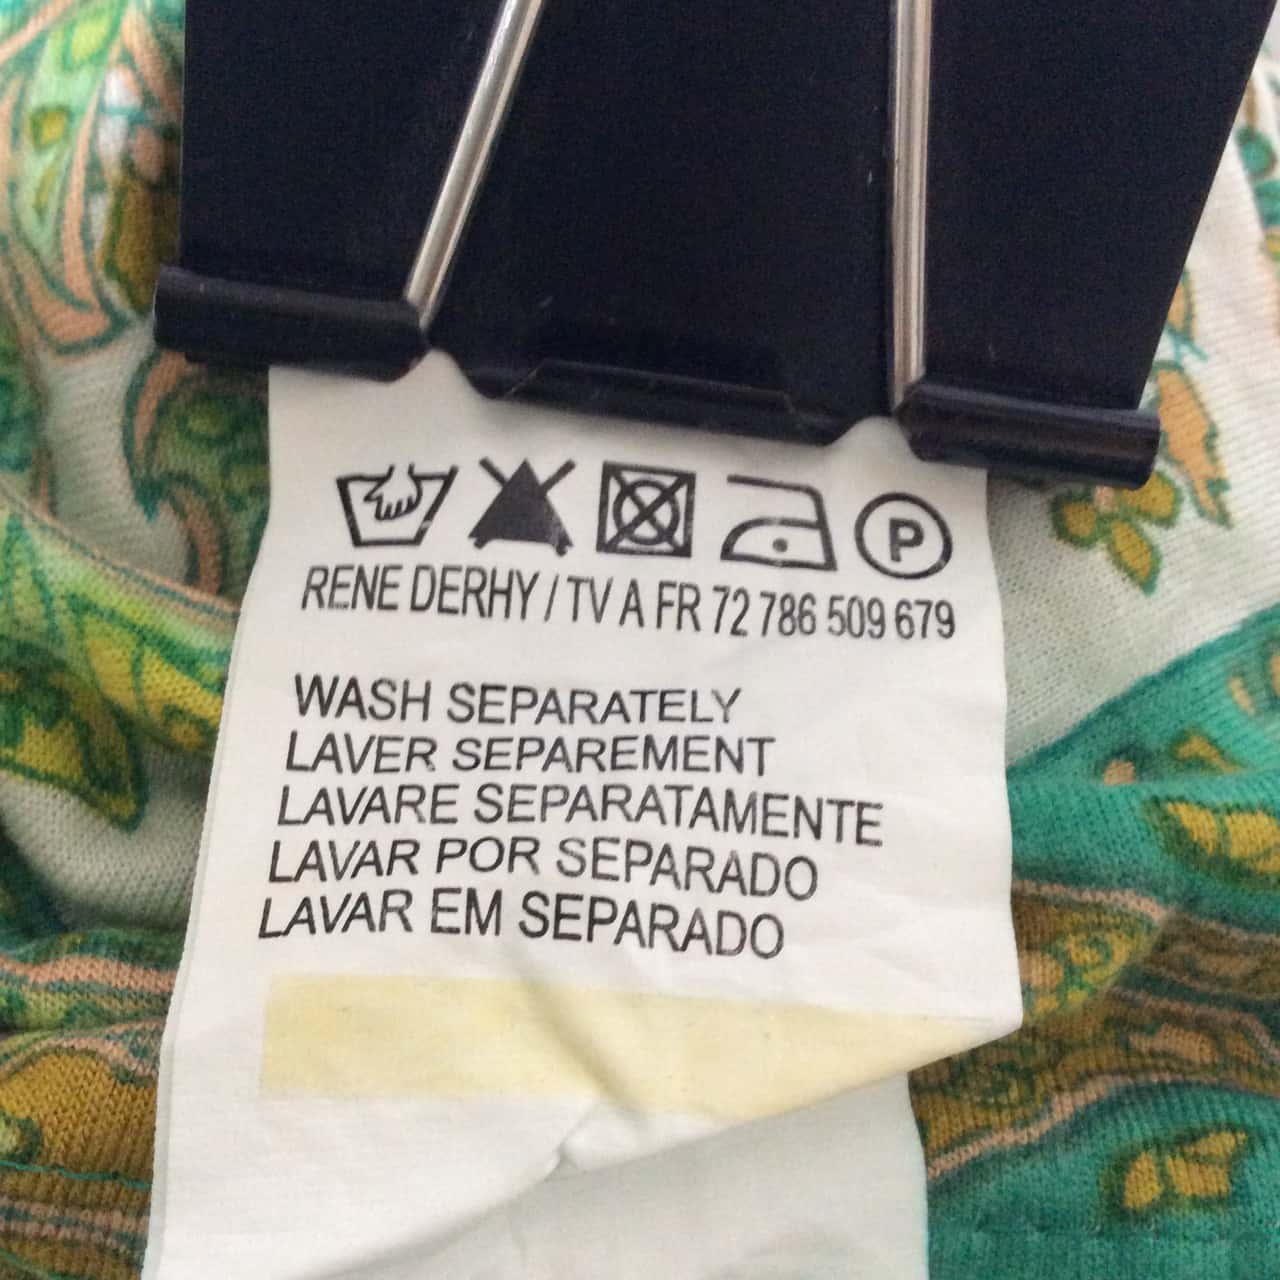 P
RENE DERHY / TV A FR 72 786 509 679
WASH SEPARATELY
LAVER SEPAREMENT
LAVARE SEPARATAMENTE
LAVAR POR SEPARADO
LAVAR EM SEPARADO